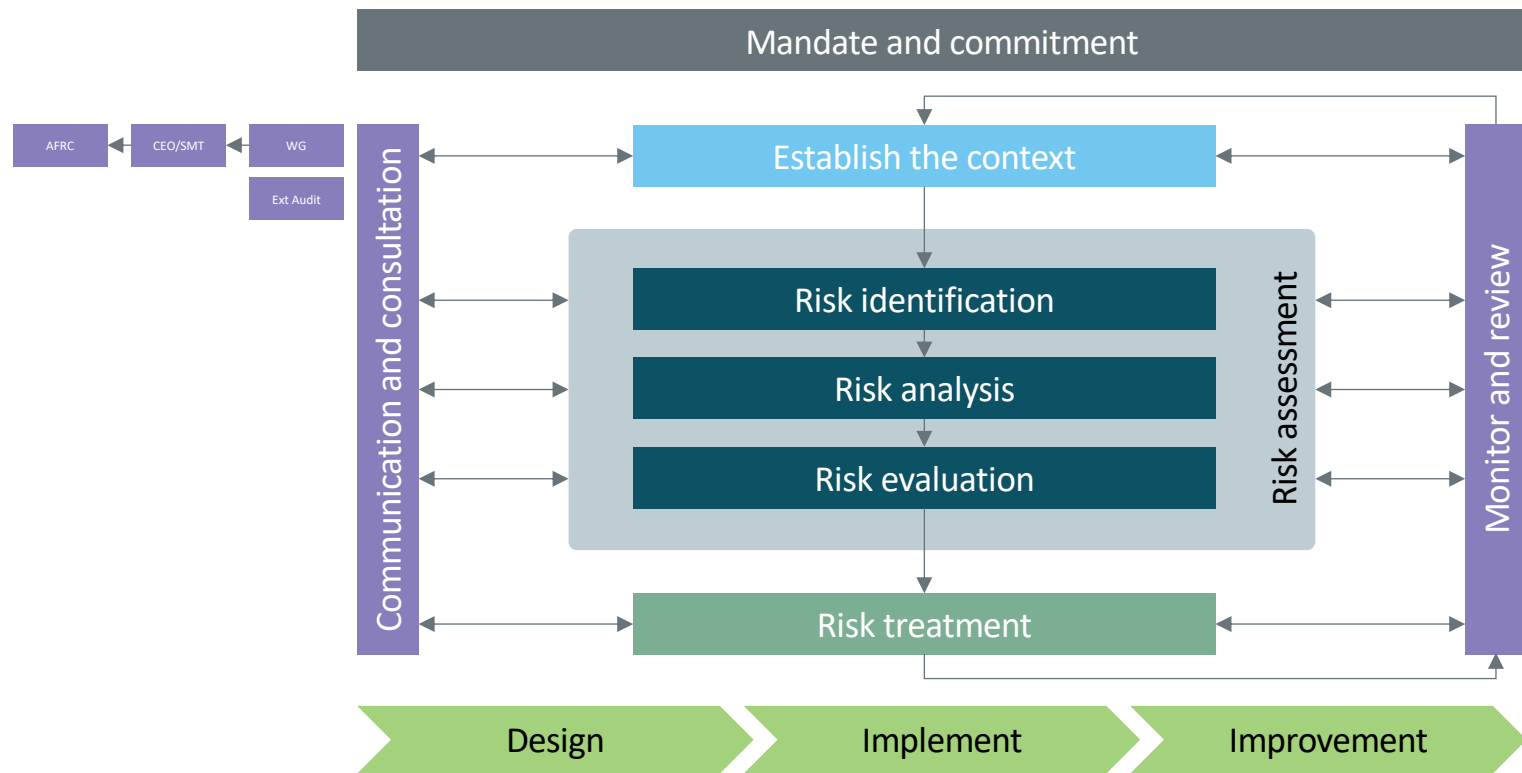 Mandate and commitment
AFRC
CEO/SMT
WG
Ext Audit
Communication and consultation
Establish the context
Risk identification
Risk analysis
Risk evaluation
Risk assessment
Risk treatment
Monitor and review
Design
Implement
Improvement